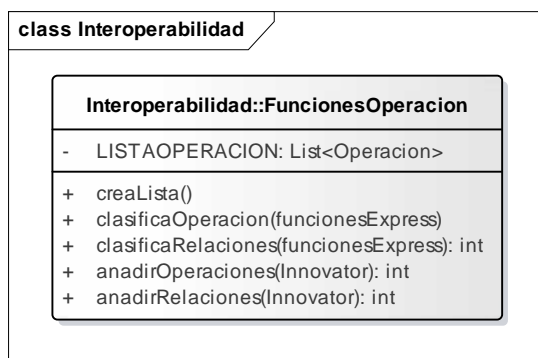 class Interoperabilidad
Interoperabilidad::FuncionesOperacion
- LISTAOPERACION: List<Operacion>
+ creaLista()
+ clasificaOperacion(funcionesExpress)
+ clasificaRelaciones(funcionesExpress): int
+ anadirOperaciones(Innovator): int
+ anadirRelaciones(Innovator): int